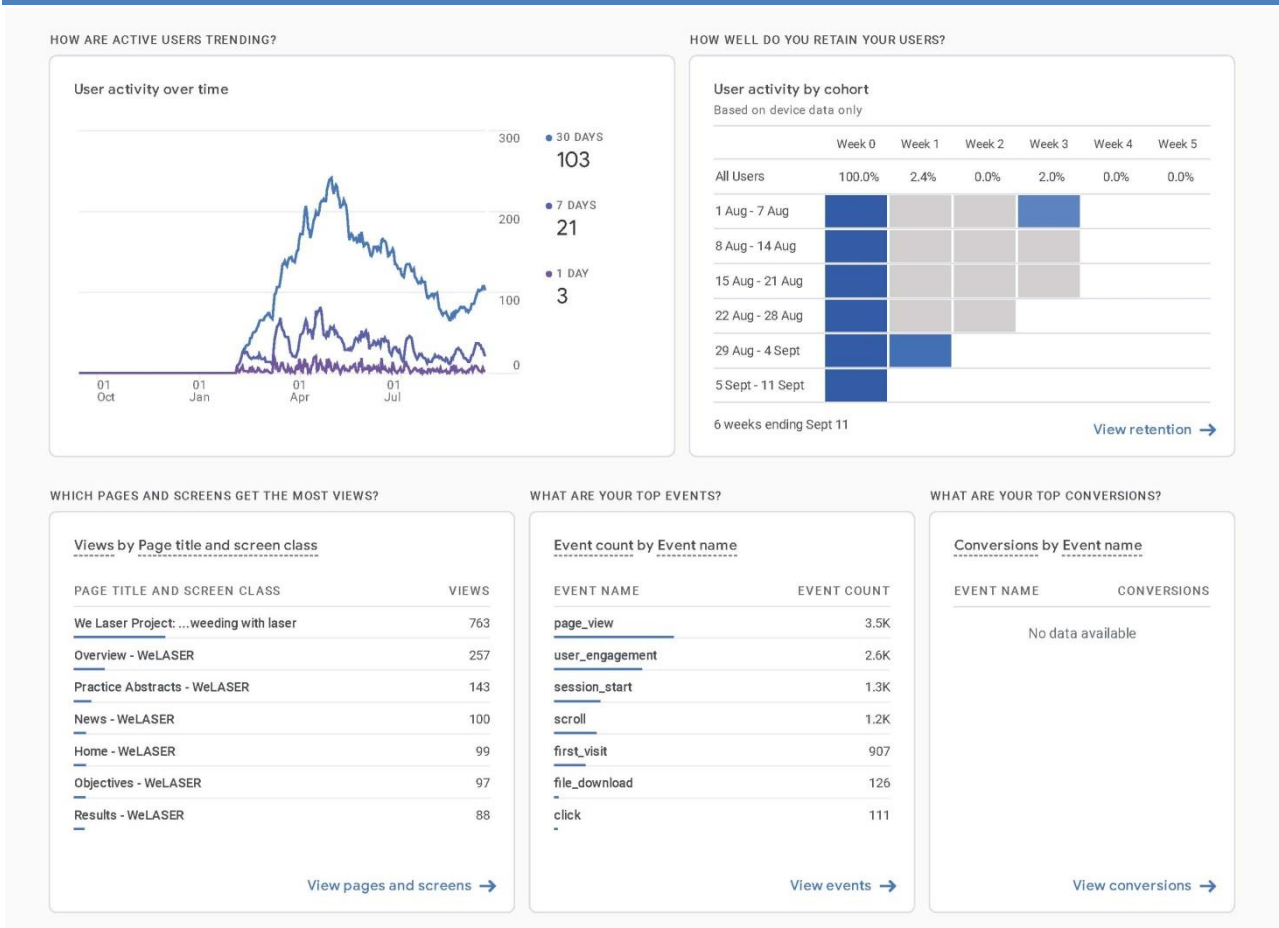 HOW ARE ACTIVE USERS TRENDING?
User activity over time
300
200
100
0
01 Oct
01 Jan
01 Apr
01 Jul
30 DAYS
103
7 DAYS
21
1 DAY
3
HOW WELL DO YOU RETAIN YOUR USERS?
User activity by cohort
Based on device data only
Week 0 Week 1 Week 2 Week 3 Week 4 Week 5
All Users 100.0% 2.4% 0.0% 2.0% 0.0% 0.0%
1 Aug - 7 Aug
8 Aug - 14 Aug
15 Aug - 21 Aug
22 Aug - 28 Aug
29 Aug - 4 Sept
5 Sept - 11 Sept
6 weeks ending Sept 11
View retention →
WHICH PAGES AND SCREENS GET THE MOST VIEWS?
Views by Page title and screen class
PAGE TITLE AND SCREEN CLASS VIEWS
We Laser Project: ...weeding with laser 763
Overview - WeLASER 257
Practice Abstracts - WeLASER 143
News - WeLASER 100
Home - WeLASER 99
Objectives - WeLASER 97
Results - WeLASER 88
View pages and screens →
WHAT ARE YOUR TOP EVENTS?
Event count by Event name
EVENT NAME EVENT COUNT
page_view 3.5K
user_engagement 2.6K
session_start 1.3K
scroll 1.2K
first_visit 907
file_download 126
click 111
View events →
WHAT ARE YOUR TOP CONVERSIONS?
Conversions by Event name
EVENT NAME CONVERSIONS
No data available
View conversions →